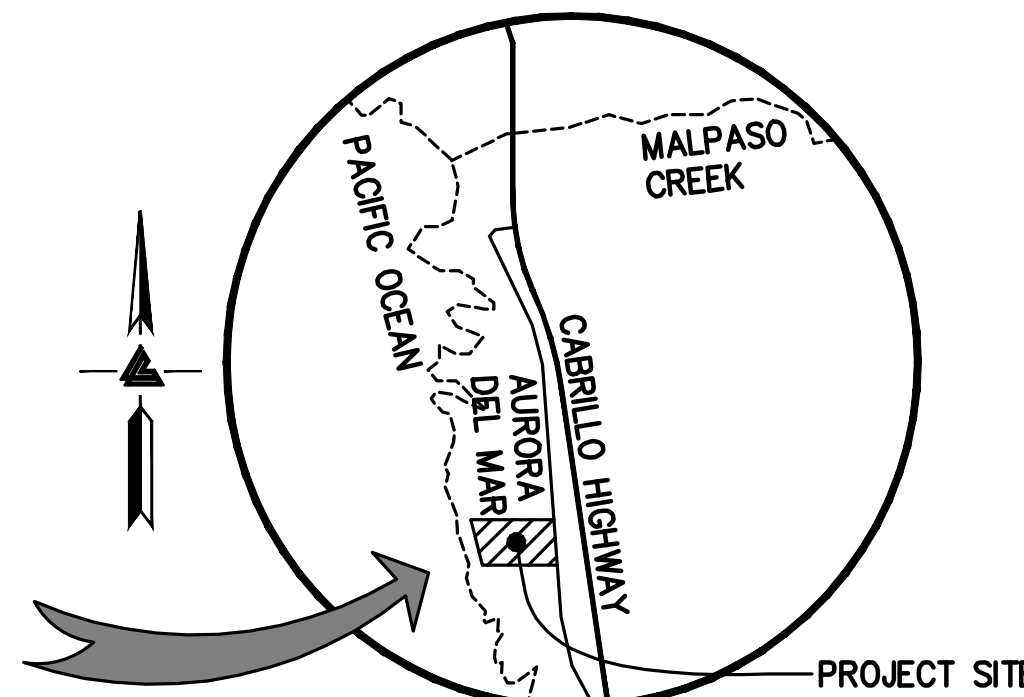 MALPASO
CREEK
PACIFIC OCEAN
CABRILLO HIGHWAY
AURORA
DEL MAR
PROJECT SITE